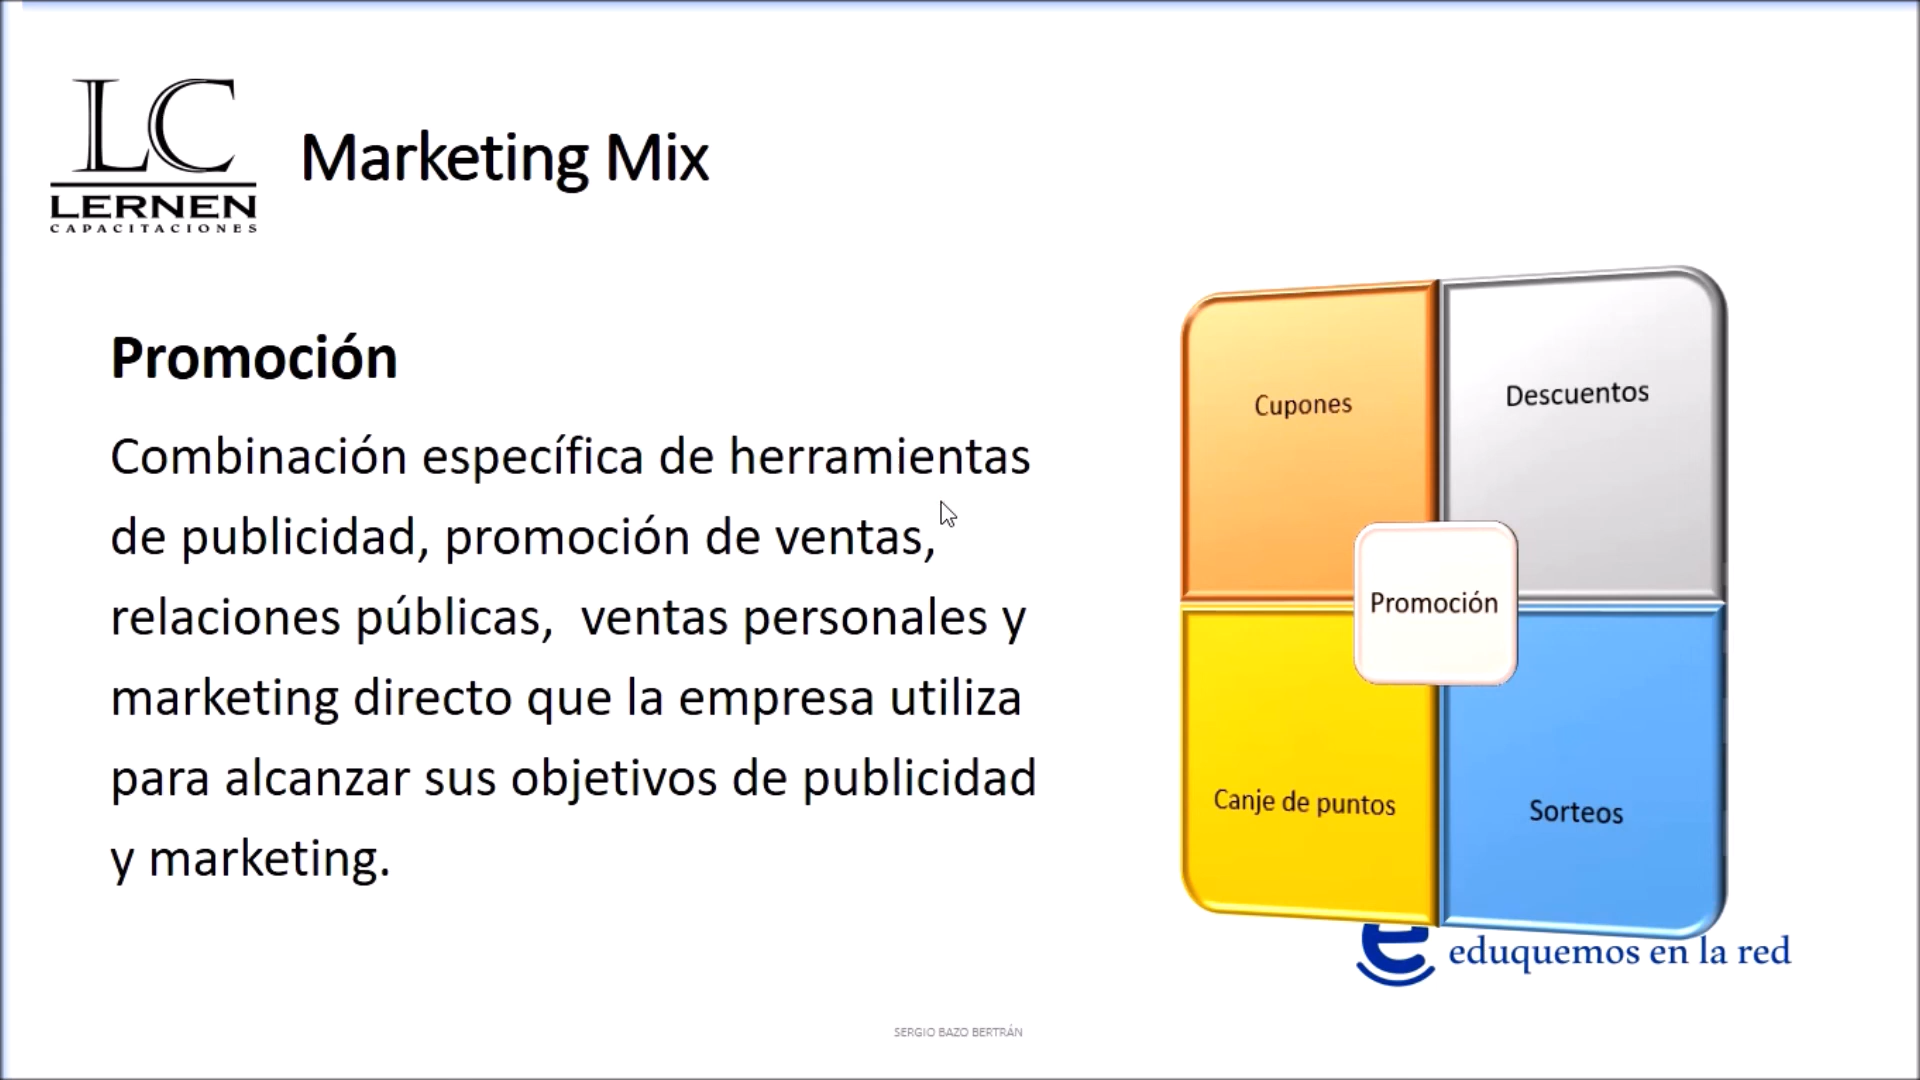 LC
LERNEN
CAPACITACIONES
Marketing Mix
Promoción
Combinación específica de herramientas
de publicidad, promoción de ventas,
relaciones públicas,  ventas personales y
marketing directo que la empresa utiliza
para alcanzar sus objetivos de publicidad
y marketing.
Cupones
Descuentos
Promoción
Canje de puntos
Sorteos
e eduquemos en la red
SERGIO BAZO BERTRÁN